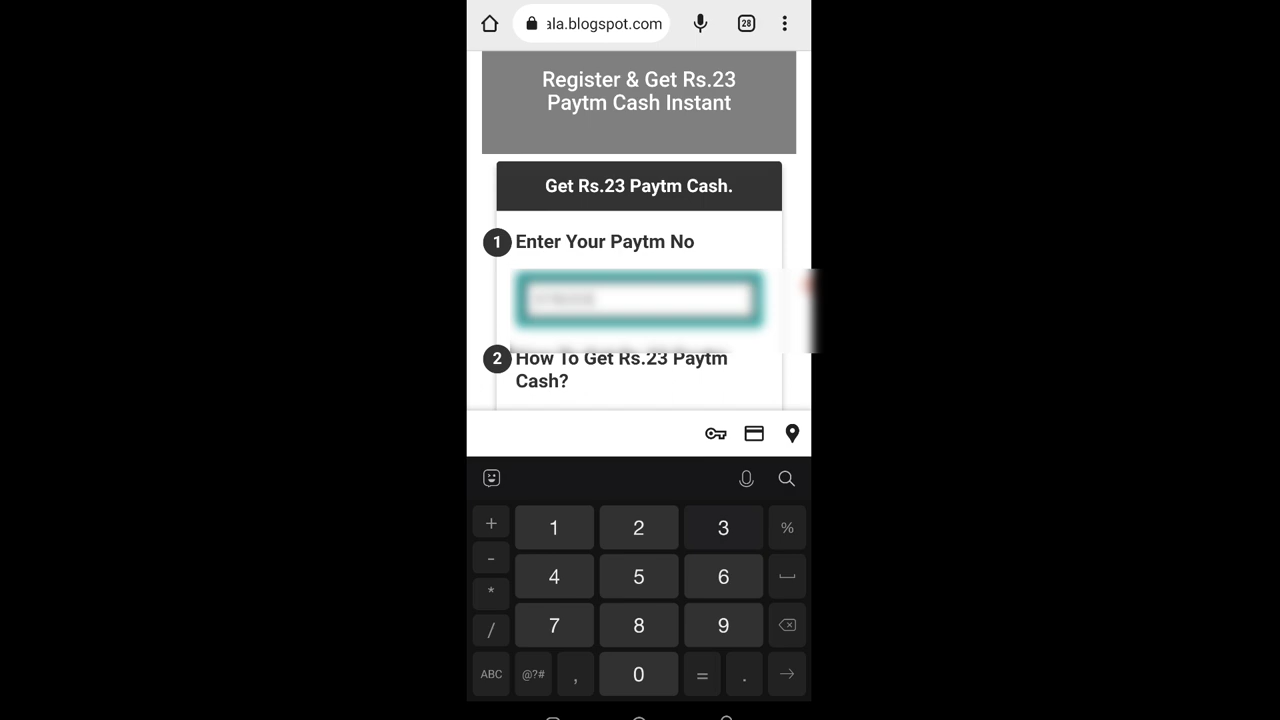 ala.blogspot.com
28
Register & Get Rs.23
Paytm Cash Instant
Get Rs.23 Paytm Cash.
1 Enter Your Paytm No
2 How To Get Rs.23 Paytm
Cash?
+ 1 2 3 %
- 4 5 6
* 7 8 9
/
ABC @?# , 0 = .